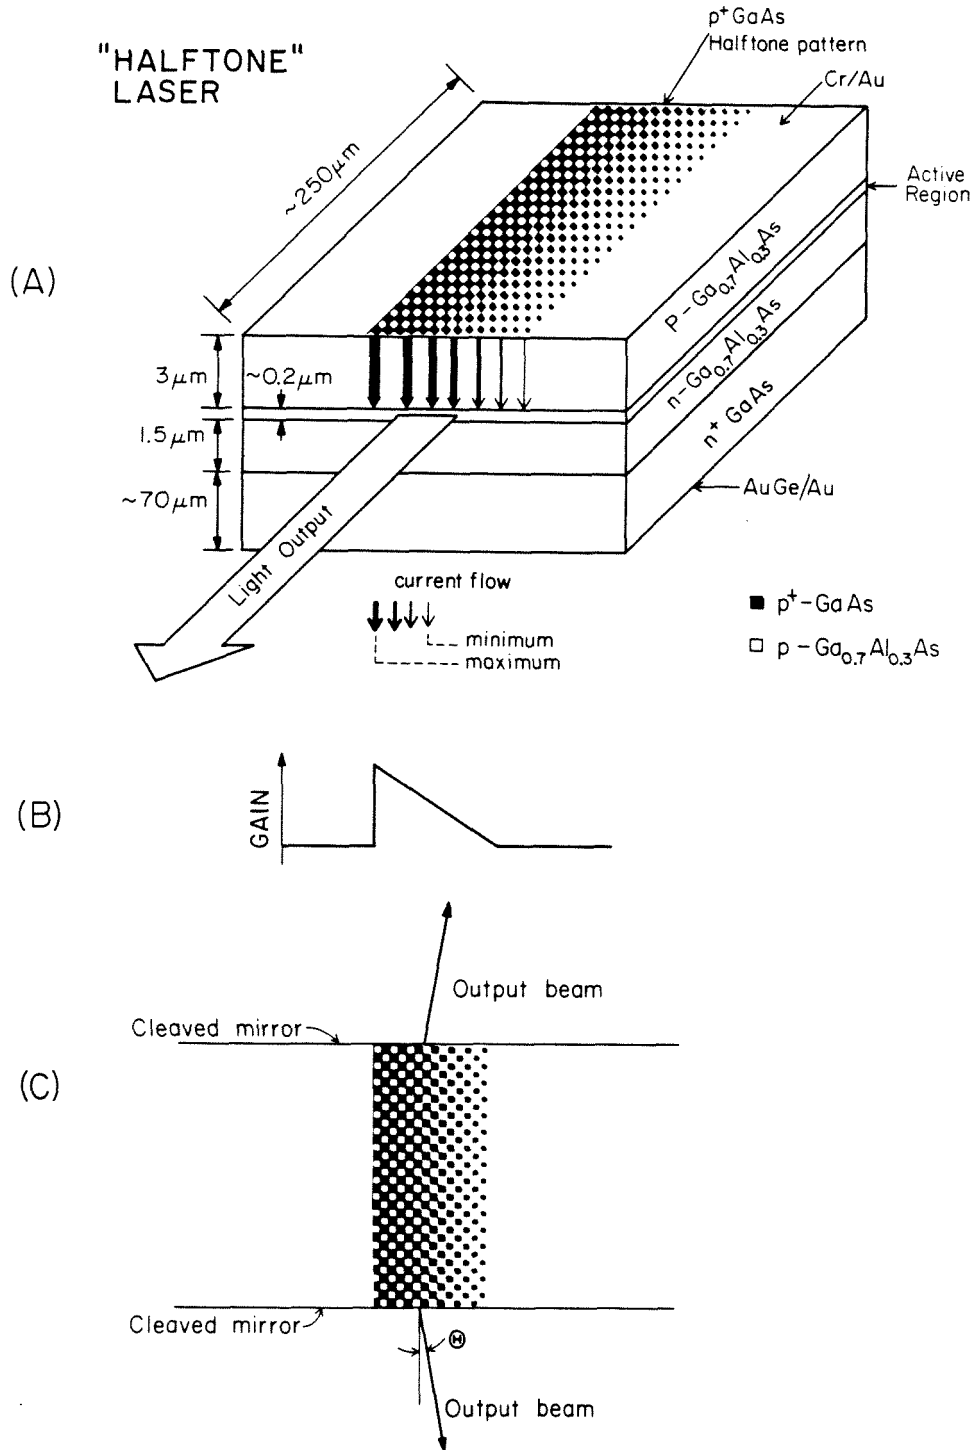 "HALFTONE"
LASER
p⁺GaAs
Halftone pattern
Cr/Au
Active
Region
~250μm
(A)
P-Ga₀.₇Al₀.₃As
n-Ga₀.₇Al₀.₃As
n⁺ GaAs
3μm
~0.2μm
1.5μm
~70μm
AuGe/Au
Light Output
current flow
minimum
maximum
p⁺-GaAs
p-Ga₀.₇Al₀.₃As
(B)
GAIN
Output beam
Cleaved mirror
(C)
Cleaved mirror
Θ
Output beam